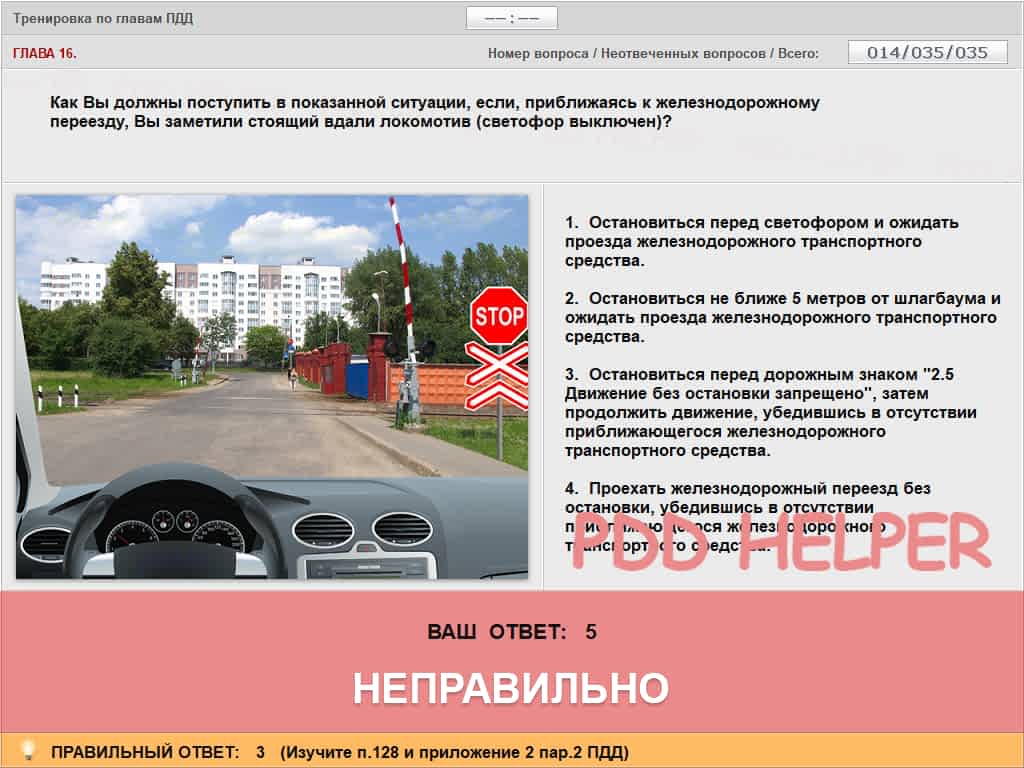 Тренировка по главам ПДД
—— : ——
ГЛАВА 16.
Номер вопроса / Неотвеченных вопросов / Всего:
014/035/035
Как Вы должны поступить в показанной ситуации, если, приближаясь к железнодорожному
переезду, Вы заметили стоящий вдали локомотив (светофор выключен)?
STOP
1. Остановиться перед светофором и ожидать
проезда железнодорожного транспортного
средства.
2. Остановиться не ближе 5 метров от шлагбаума и
ожидать проезда железнодорожного транспортного
средства.
3. Остановиться перед дорожным знаком "2.5
Движение без остановки запрещено", затем
продолжить движение, убедившись в отсутствии
приближающегося железнодорожного
транспортного средства.
4. Проехать железнодорожный переезд без
остановки, убедившись в отсутствии
приближающегося железнодорожного
транспортного средства.
PDD HELPER
ВАШ ОТВЕТ: 5
НЕПРАВИЛЬНО
ПРАВИЛЬНЫЙ ОТВЕТ: 3 (Изучите п.128 и приложение 2 пар.2 ПДД)